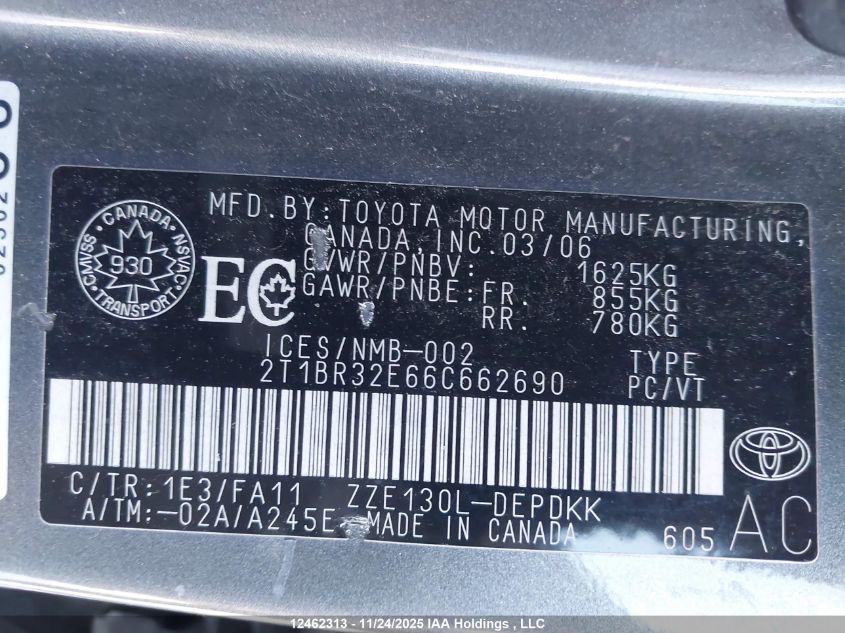 MFD.BY:TOYOTA MOTOR MANUFACTURING,
CANADA, INC.03/06
GVWR/PNBV: 1625KG
GAWR/PNBE:FR. 855KG
RR. 780KG
CANADA
CMVSS NSVAC
930
TRANSPORT
EC
ICES/NMB-002
TYPE
2T1BR32E66C662690
PC/VT
C/TR:1E3/FA11 ZZE130L-DEPDKK
A/TM:-02A/A245E MADE IN CANADA
605
AC
12462313 - 11/24/2025 IAA Holdings , LLC